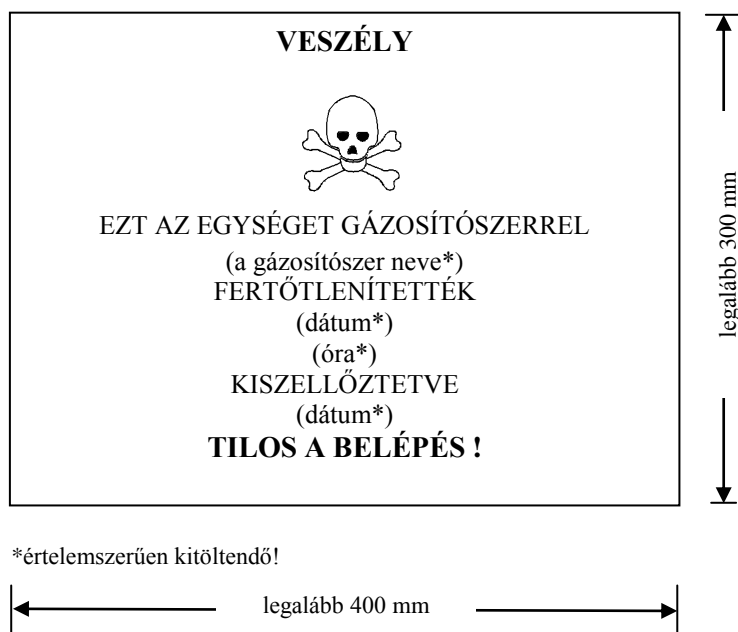 VESZÉLY
EZT AZ EGYSÉGET GÁZOSÍTÓSZERREL
(a gázosítószer neve*)
FERTŐTLENÍTETTÉK
(dátum*)
(óra*)
KISZELLŐZTETVE
(dátum*)
TILOS A BELÉPÉS !
legalább 300 mm
*értelemszerűen kitöltendő!
legalább 400 mm